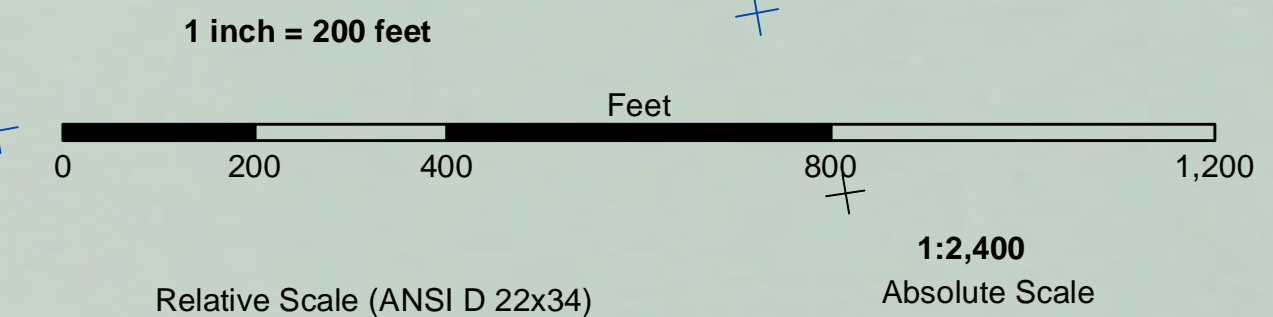 1 inch = 200 feet
Feet
0 200 400 800 1,200
1:2,400
Absolute Scale
Relative Scale (ANSI D 22x34)